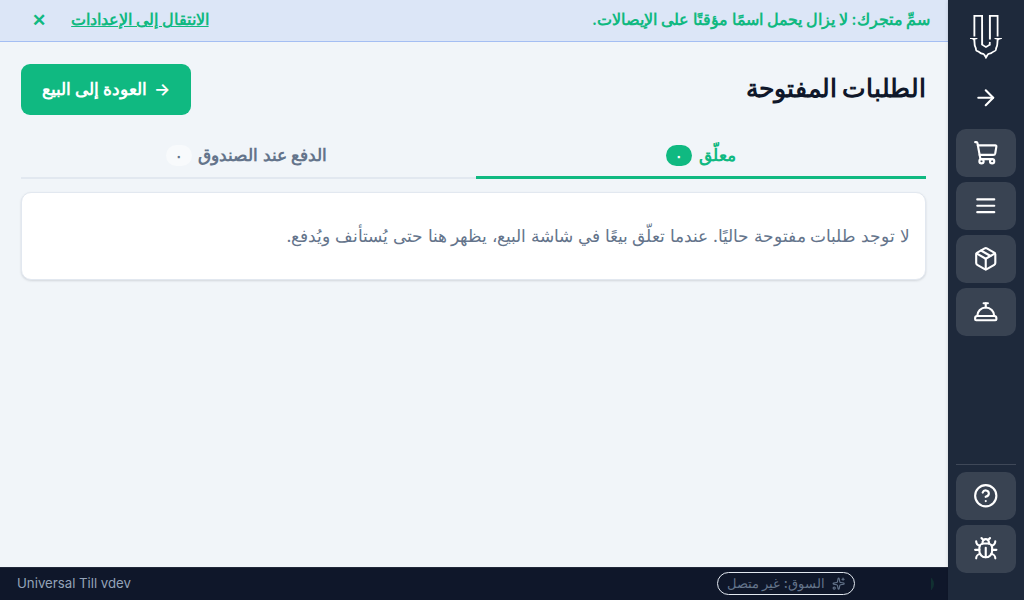 سمِّ متجرك: لا يزال يحمل اسمًا مؤقتًا على الإيصالات.
الانتقال إلى الإعدادات ✕
الطلبات المفتوحة
→ العودة إلى البيع
معلّق ٠
الدفع عند الصندوق ٠
لا توجد طلبات مفتوحة حاليًا. عندما تعلّق بيعًا في شاشة البيع، يظهر هنا حتى يُستأنف ويُدفع.
السوق: غير متصل
Universal Till vdev